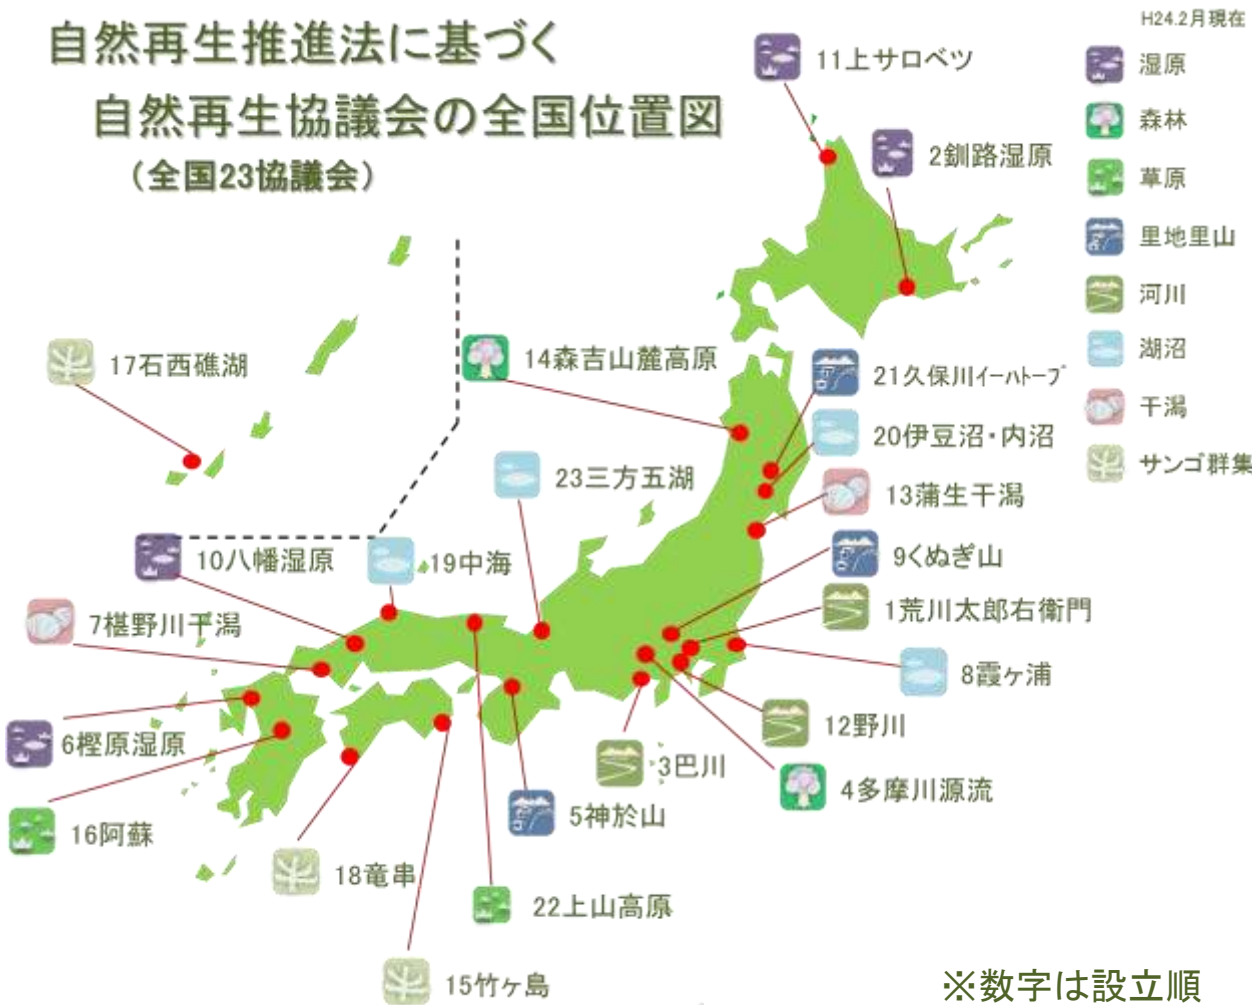 自然再生推進法に基づく
自然再生協議会の全国位置図
（全国23協議会）
H24.2月現在
湿原
森林
草原
里地里山
河川
湖沼
干潟
サンゴ群集
11上サロベツ
2釧路湿原
17石西礁湖
14森吉山麓高原
21久保川ｲｰﾊﾄｰﾌﾞ
20伊豆沼・内沼
23三方五湖
13蒲生干潟
10八幡湿原
19中海
9くぬぎ山
7椹野川干潟
1荒川太郎右衛門
8霞ヶ浦
6樫原湿原
12野川
3巴川
4多摩川源流
5神於山
16阿蘇
18竜串
22上山高原
15竹ヶ島
※数字は設立順